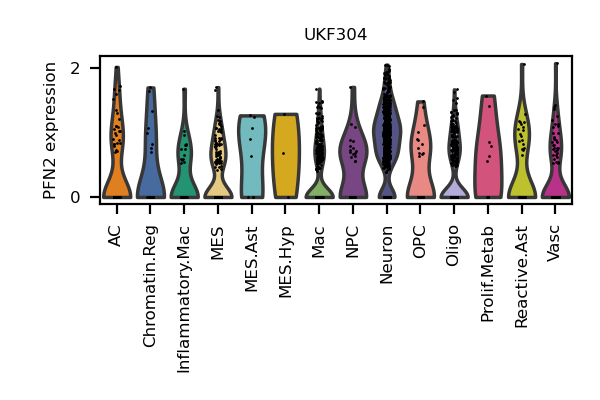 UKF304
PFN2 expression
2
0
AC
Chromatin.Reg
Inflammatory.Mac
MES
MES.Ast
MES.Hyp
Mac
NPC
Neuron
OPC
Oligo
Prolif.Metab
Reactive.Ast
Vasc